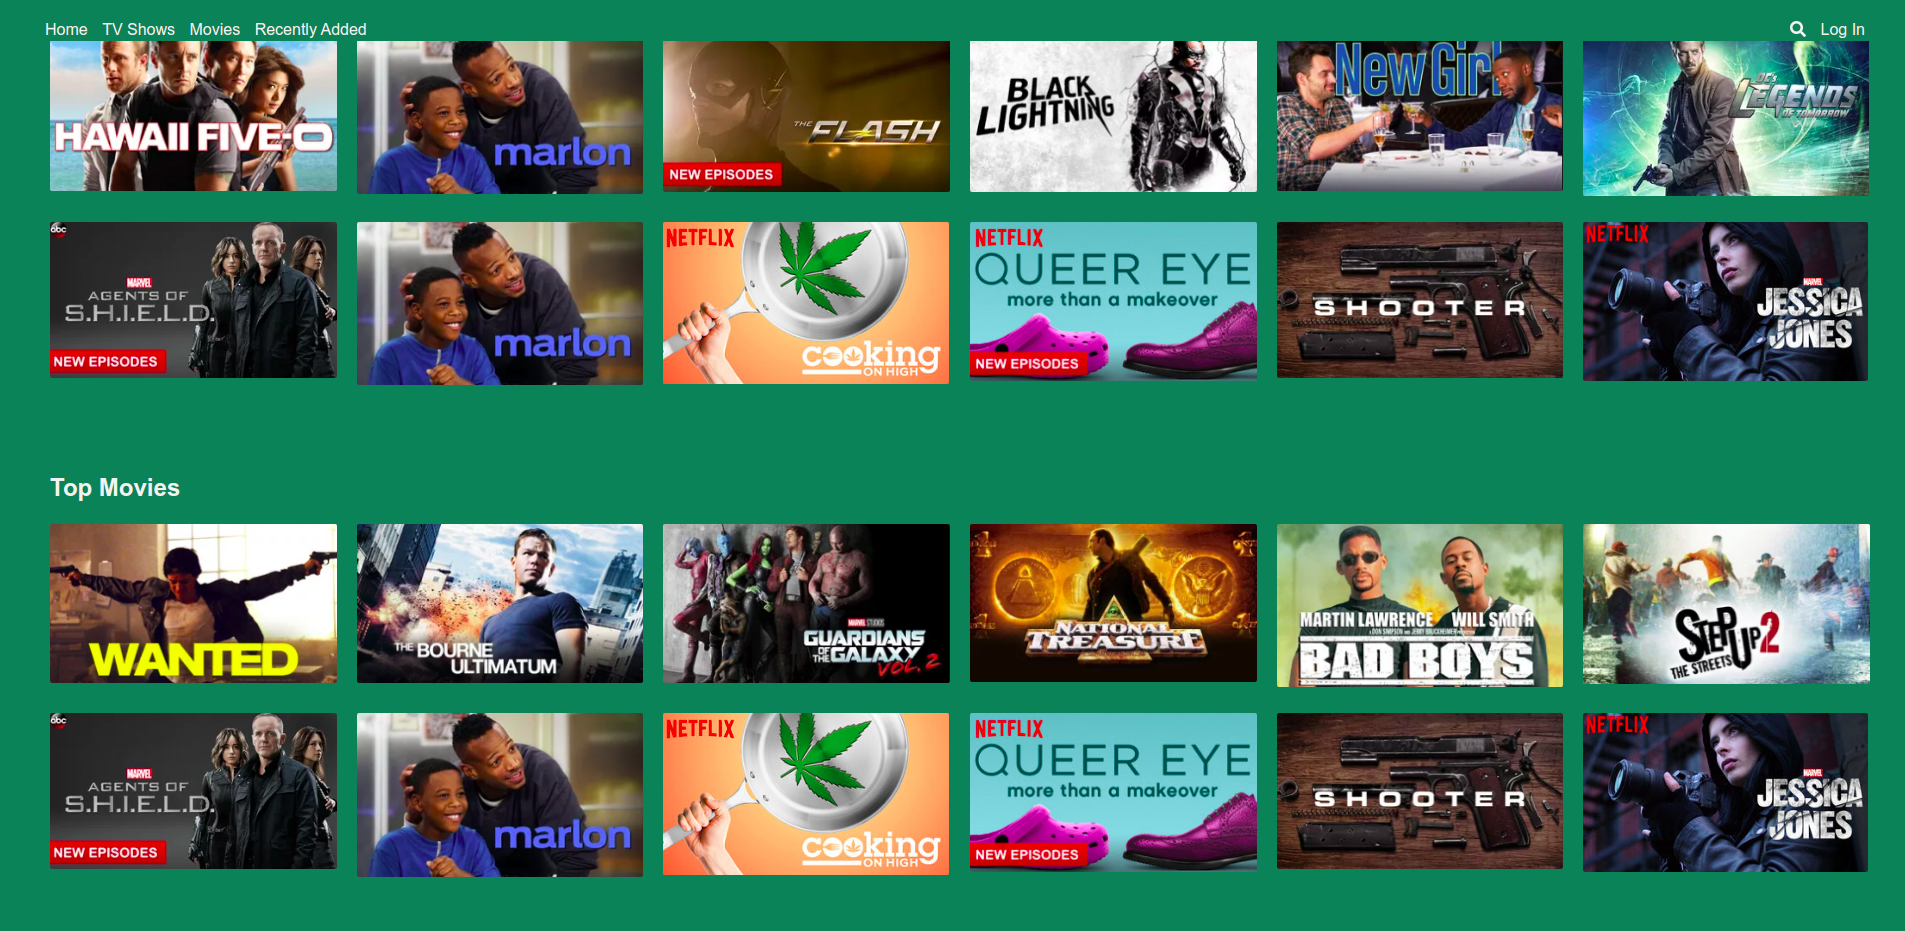 Home TV Shows Movies Recently Added Log In
HAWAII FIVE-O
marlon
THE FLASH
NEW EPISODES
BLACK
LIGHTNING
New Girl
DC's
LEGENDS
OF TOMORROW
abc
MARVEL
AGENTS OF
S.H.I.E.L.D.
NEW EPISODES
marlon
NETFLIX
cooking
ON HIGH
NETFLIX
QUEER EYE
more than a makeover
NEW EPISODES
SHOOTER
NETFLIX
MARVEL
JESSICA
JONES
Top Movies
WANTED
THE BOURNE
ULTIMATUM
MARVEL STUDIOS
GUARDIANS
OF THE GALAXY
VOL. 2
NATIONAL
TREASURE
MARTIN LAWRENCE WILL SMITH
A DON SIMPSON AND JERRY BRUCKHEIMER
BAD BOYS
STEP UP 2
THE STREETS
abc
MARVEL
AGENTS OF
S.H.I.E.L.D.
NEW EPISODES
marlon
NETFLIX
cooking
ON HIGH
NETFLIX
QUEER EYE
more than a makeover
NEW EPISODES
SHOOTER
NETFLIX
MARVEL
JESSICA
JONES